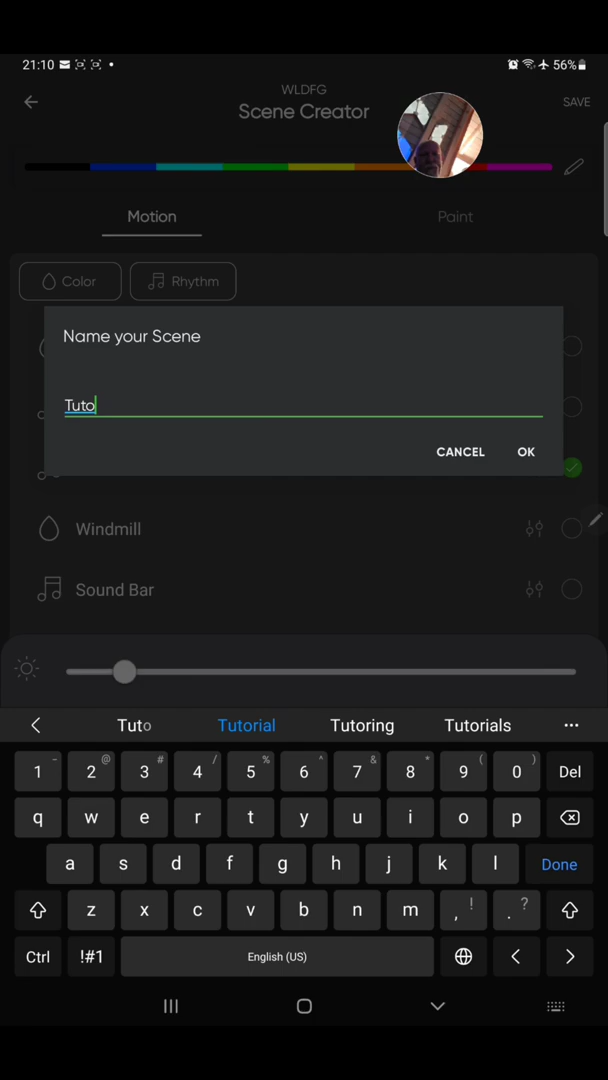 21:10 56%
WLDFG
Scene Creator
SAVE
Motion Paint
Color Rhythm
Name your Scene
Tuto
CANCEL OK
Windmill
Sound Bar
Tuto Tutorial Tutoring Tutorials ...
1 - 2 @ 3 # 4 / 5 % 6 ^ 7 & 8 * 9 ( 0 ) Del
q w e r t y u i o p
a s d f g h j k l Done
z x c v b n m , ! . ?
Ctrl !#1 English (US) < >